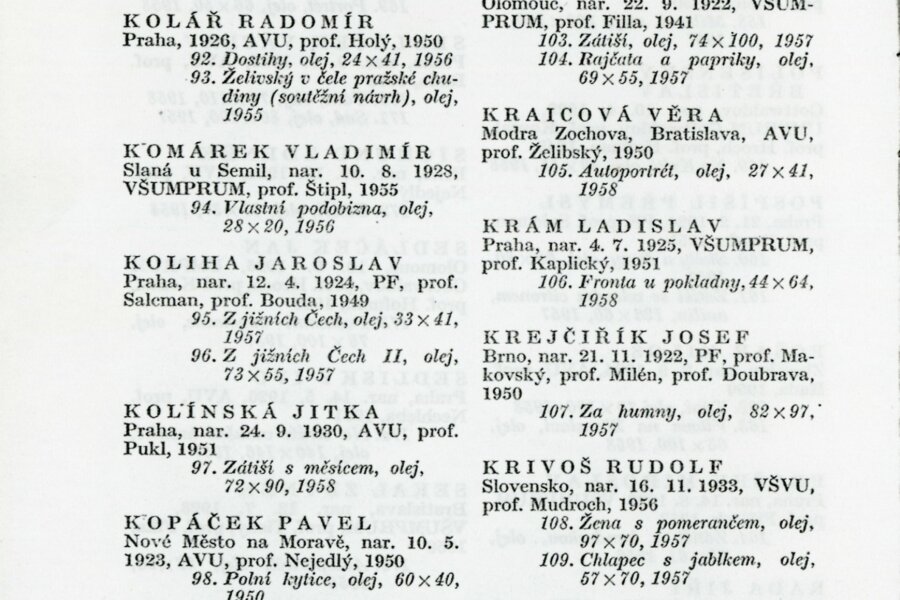 KOLÁŘ RADOMÍR
Praha, 1926, AVU, prof. Holý, 1950
92. Dostihy, olej, 24×41, 1956
93. Želivský v čele pražské chu-
diny (soutěžní návrh), olej,
1955
KOMÁREK VLADIMÍR
Slaná u Semil, nar. 10. 8. 1928,
VŠUMPRUM, prof. Štipl, 1955
94. Vlastní podobizna, olej,
28×20, 1956
KOLIHA JAROSLAV
Praha, nar. 12. 4. 1924, PF, prof.
Salcman, prof. Bouda, 1949
95. Z jižních Čech, olej, 33×41,
1957
96. Z jižních Čech II, olej,
73×55, 1957
KOLÍNSKÁ JITKA
Praha, nar. 24. 9. 1930, AVU, prof.
Pukl, 1951
97. Zátiší s měsícem, olej,
72×90, 1958
KOPÁČEK PAVEL
Nové Město na Moravě, nar. 10. 5.
1923, AVU, prof. Nejedlý, 1950
98. Polní kytice, olej, 60×40,
1950
Olomouc, nar. 22. 9. 1922, VŠUM-
PRUM, prof. Filla, 1941
103. Zátiší, olej, 74×100, 1957
104. Rajčata a papriky, olej,
69×55, 1957
KRAICOVÁ VĚRA
Modra Zochova, Bratislava, AVU,
prof. Želibský, 1950
105. Autoportrét, olej, 27×41,
1958
KRÁM LADISLAV
Praha, nar. 4. 7. 1925, VŠUMPRUM,
prof. Kaplický, 1951
106. Fronta u pokladny, 44×64,
1958
KREJČIŘÍK JOSEF
Brno, nar. 21. 11. 1922, PF, prof. Ma-
kovský, prof. Milén, prof. Doubrava,
1950
107. Za humny, olej, 82×97,
1957
KRIVOŠ RUDOLF
Slovensko, nar. 16. 11. 1933, VŠVU,
prof. Mudroch, 1956
108. Žena s pomerančem, olej,
97×70, 1957
109. Chlapec s jablkem, olej,
57×70, 1957